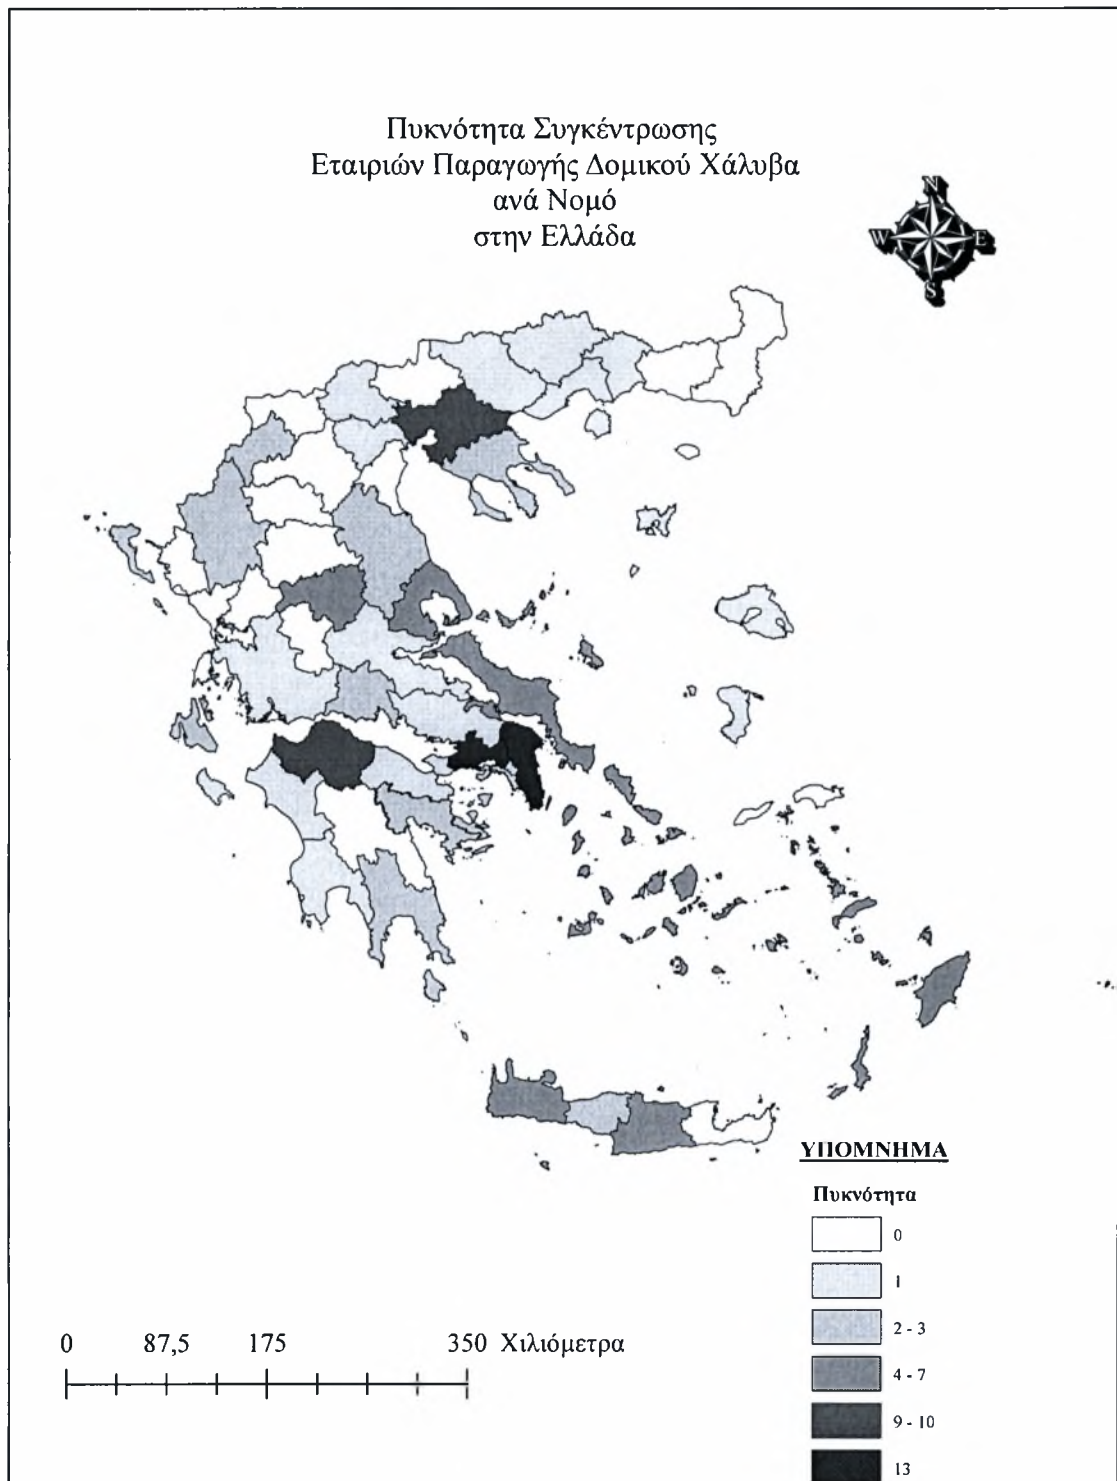 Πυκνότητα Συγκέντρωσης
Εταιριών Παραγωγής Δομικού Χάλυβα
ανά Νομό
στην Ελλάδα
N
W E
S
ΥΠΟΜΝΗΜΑ
Πυκνότητα
0
1
2 - 3
4 - 7
9 - 10
13
0 87,5 175 350 Χιλιόμετρα